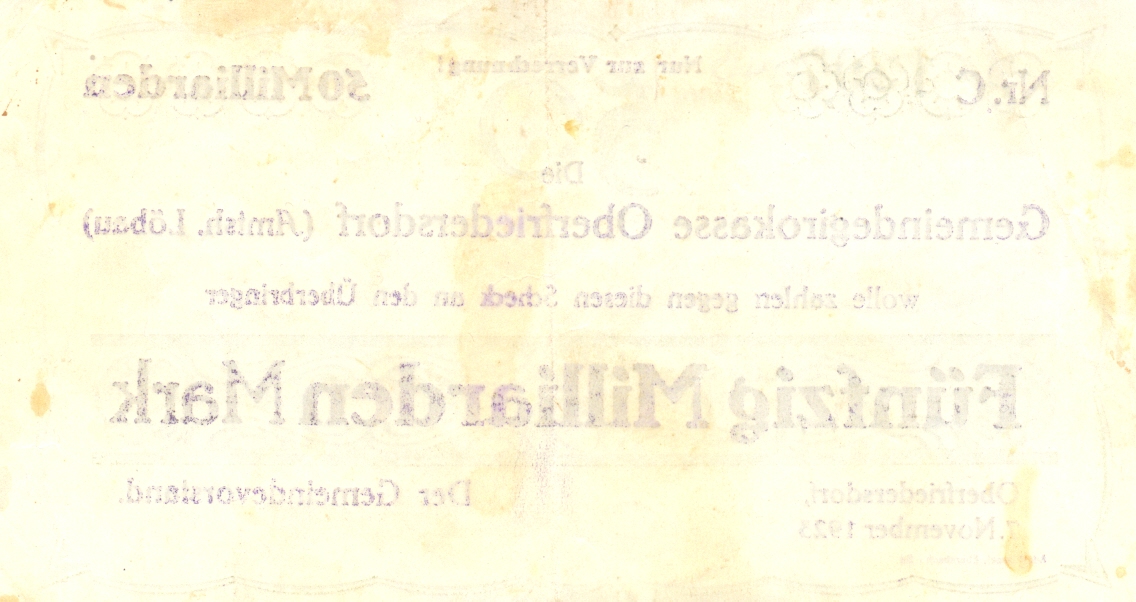 Nr. C
Nur zur Verrechnung!
50 Milliarden
Die
Gemeindegirokasse Oberfriedersdorf (Amtsh. Löbau)
wolle zahlen gegen diesen Scheck an den Überbringer
Fünfzig Milliarden Mark
Oberfriedersdorf,
7. November 1923
Der Gemeindevorstand.